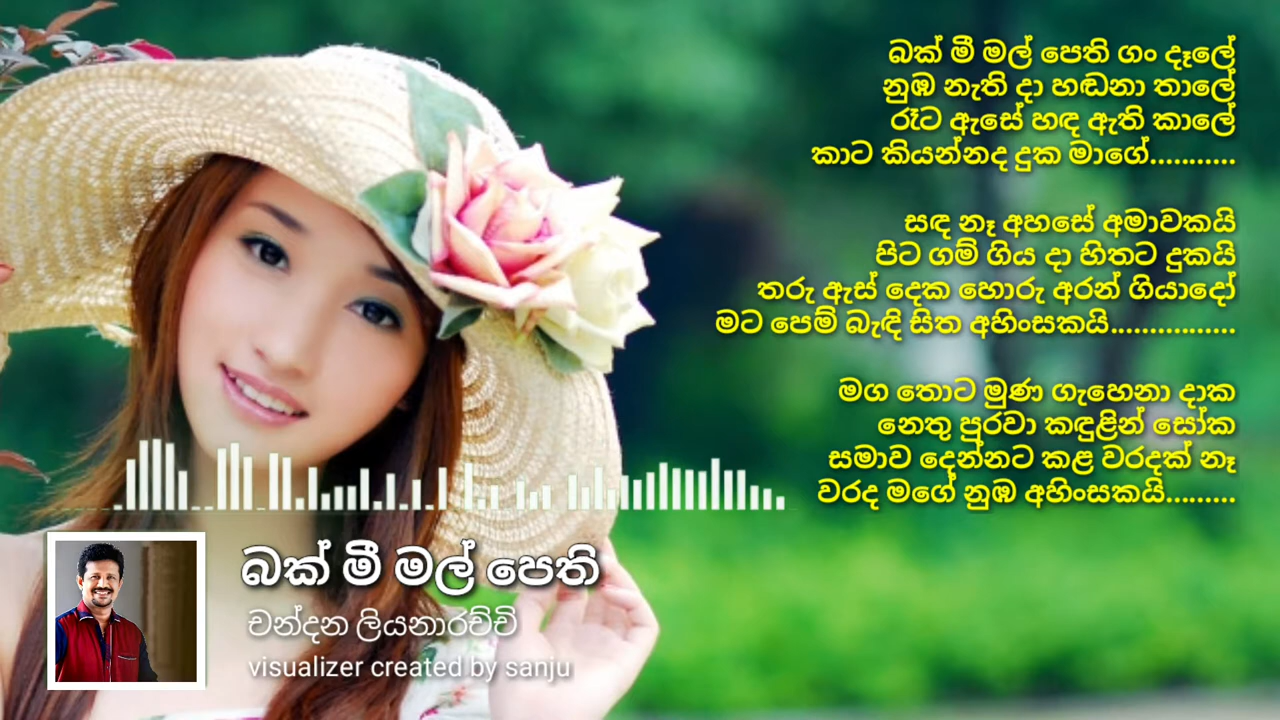 බක් මී මල් පෙති ගං දෑලේ
නුඹ නැති දා හඬනා තාලේ
රෑට ඇසේ හඳ ඇති කාලේ
කාට කියන්නද දුක මාගේ...........
සඳ නෑ අහසේ අමාවකයි
පිට ගම් ගිය දා හිතට දුකයි
තරු ඇස් දෙක හොරු අරන් ගියාදෝ
මට පෙම් බැඳි සිත අහිංසකයි................
මග තොට මුණ ගැහෙනා දාක
නෙතු පුරවා කඳුළින් සෝක
සමාව දෙන්නට කළ වරදක් නෑ
වරද මගේ නුඹ අහිංසකයි.........
බක් මී මල් පෙති
චන්දන ලියනාරච්චි
visualizer created by sanju